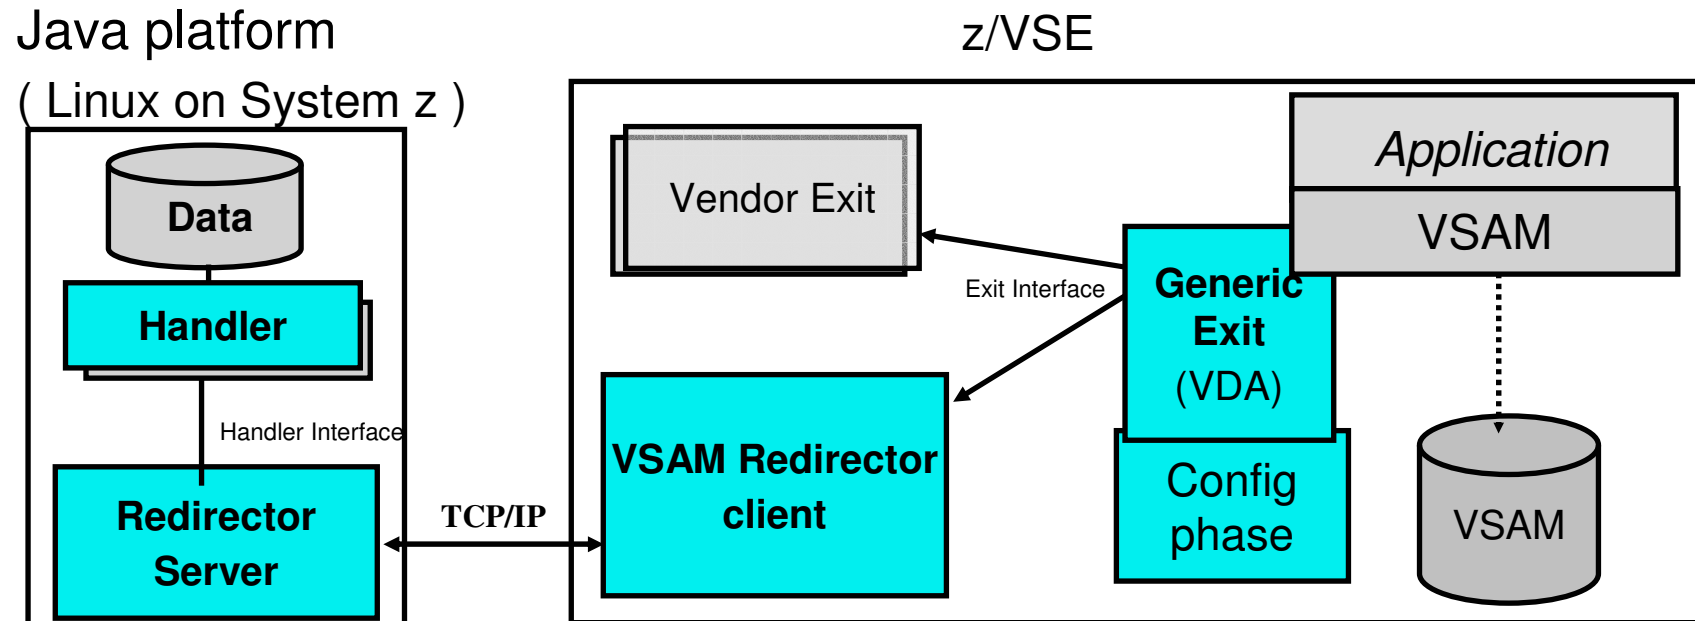 Java platform
( Linux on System z )
Data
Handler
Handler Interface
Redirector
Server
TCP/IP
z/VSE
Vendor Exit
Exit Interface
VSAM Redirector
client
Generic
Exit
(VDA)
Config
phase
Application
VSAM
VSAM